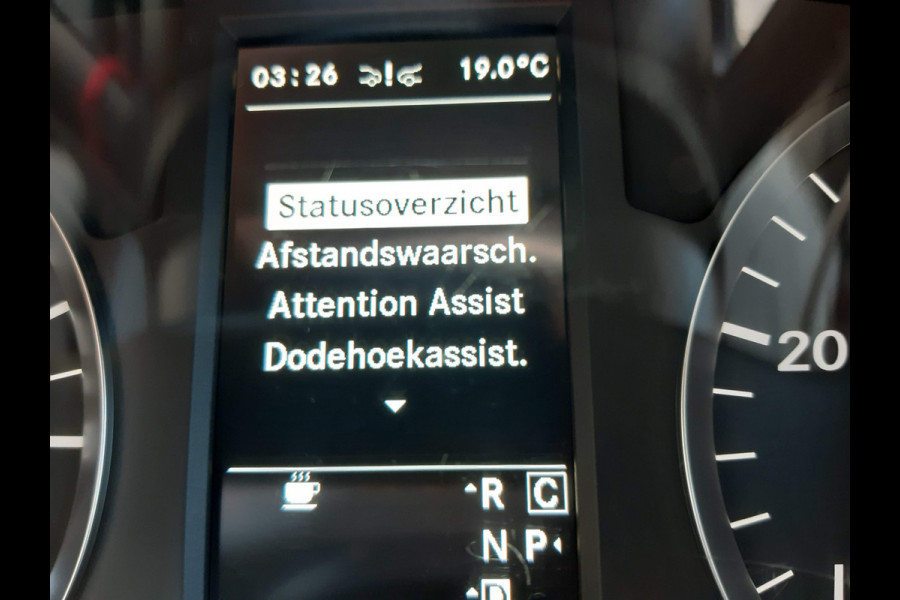 03:26 19.0°C
Statusoverzicht
Afstandswaarsch.
Attention Assist
Dodehoekassist.
R C
N P
D
20